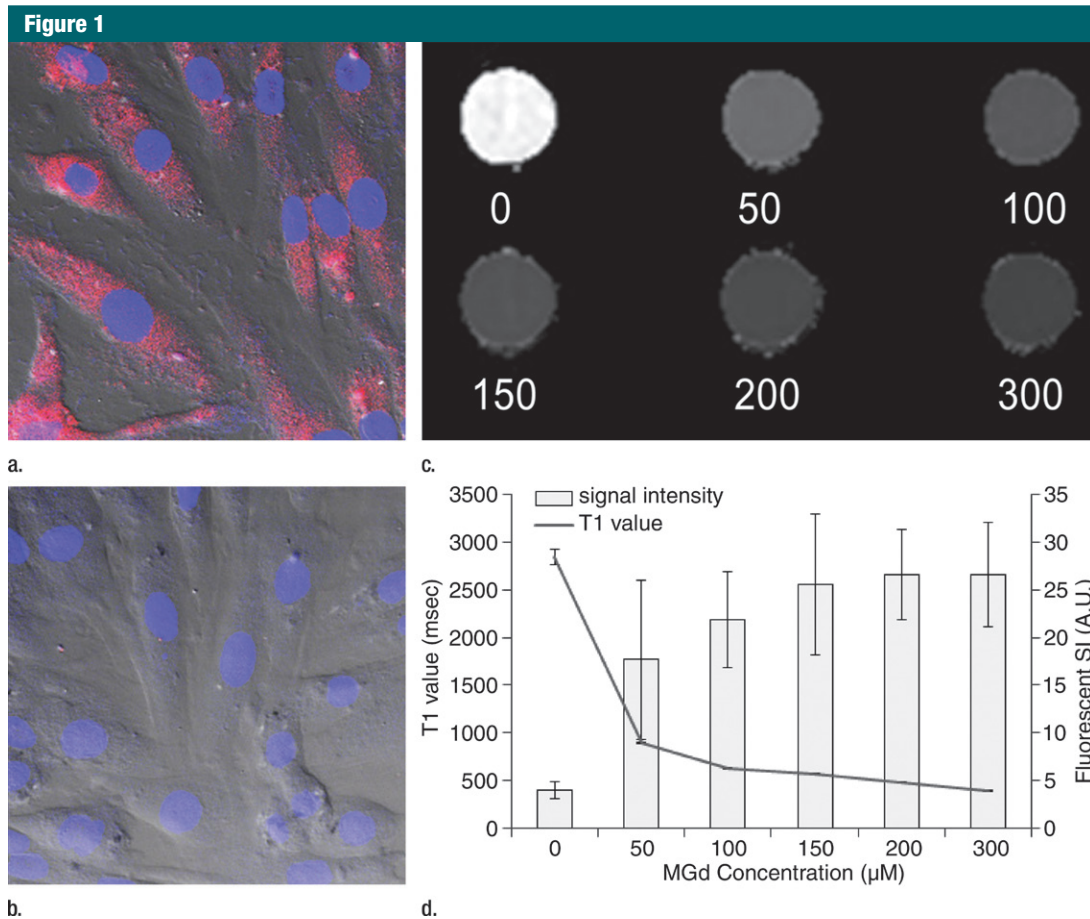 Figure 1
0 50 100
150 200 300
a.
c.
signal intensity
T1 value
3500
3000
2500
2000
1500
1000
500
0
T1 value (msec)
35
30
25
20
15
10
5
0
Fluorescent SI (A.U.)
0 50 100 150 200 300
MGd Concentration (µM)
b.
d.